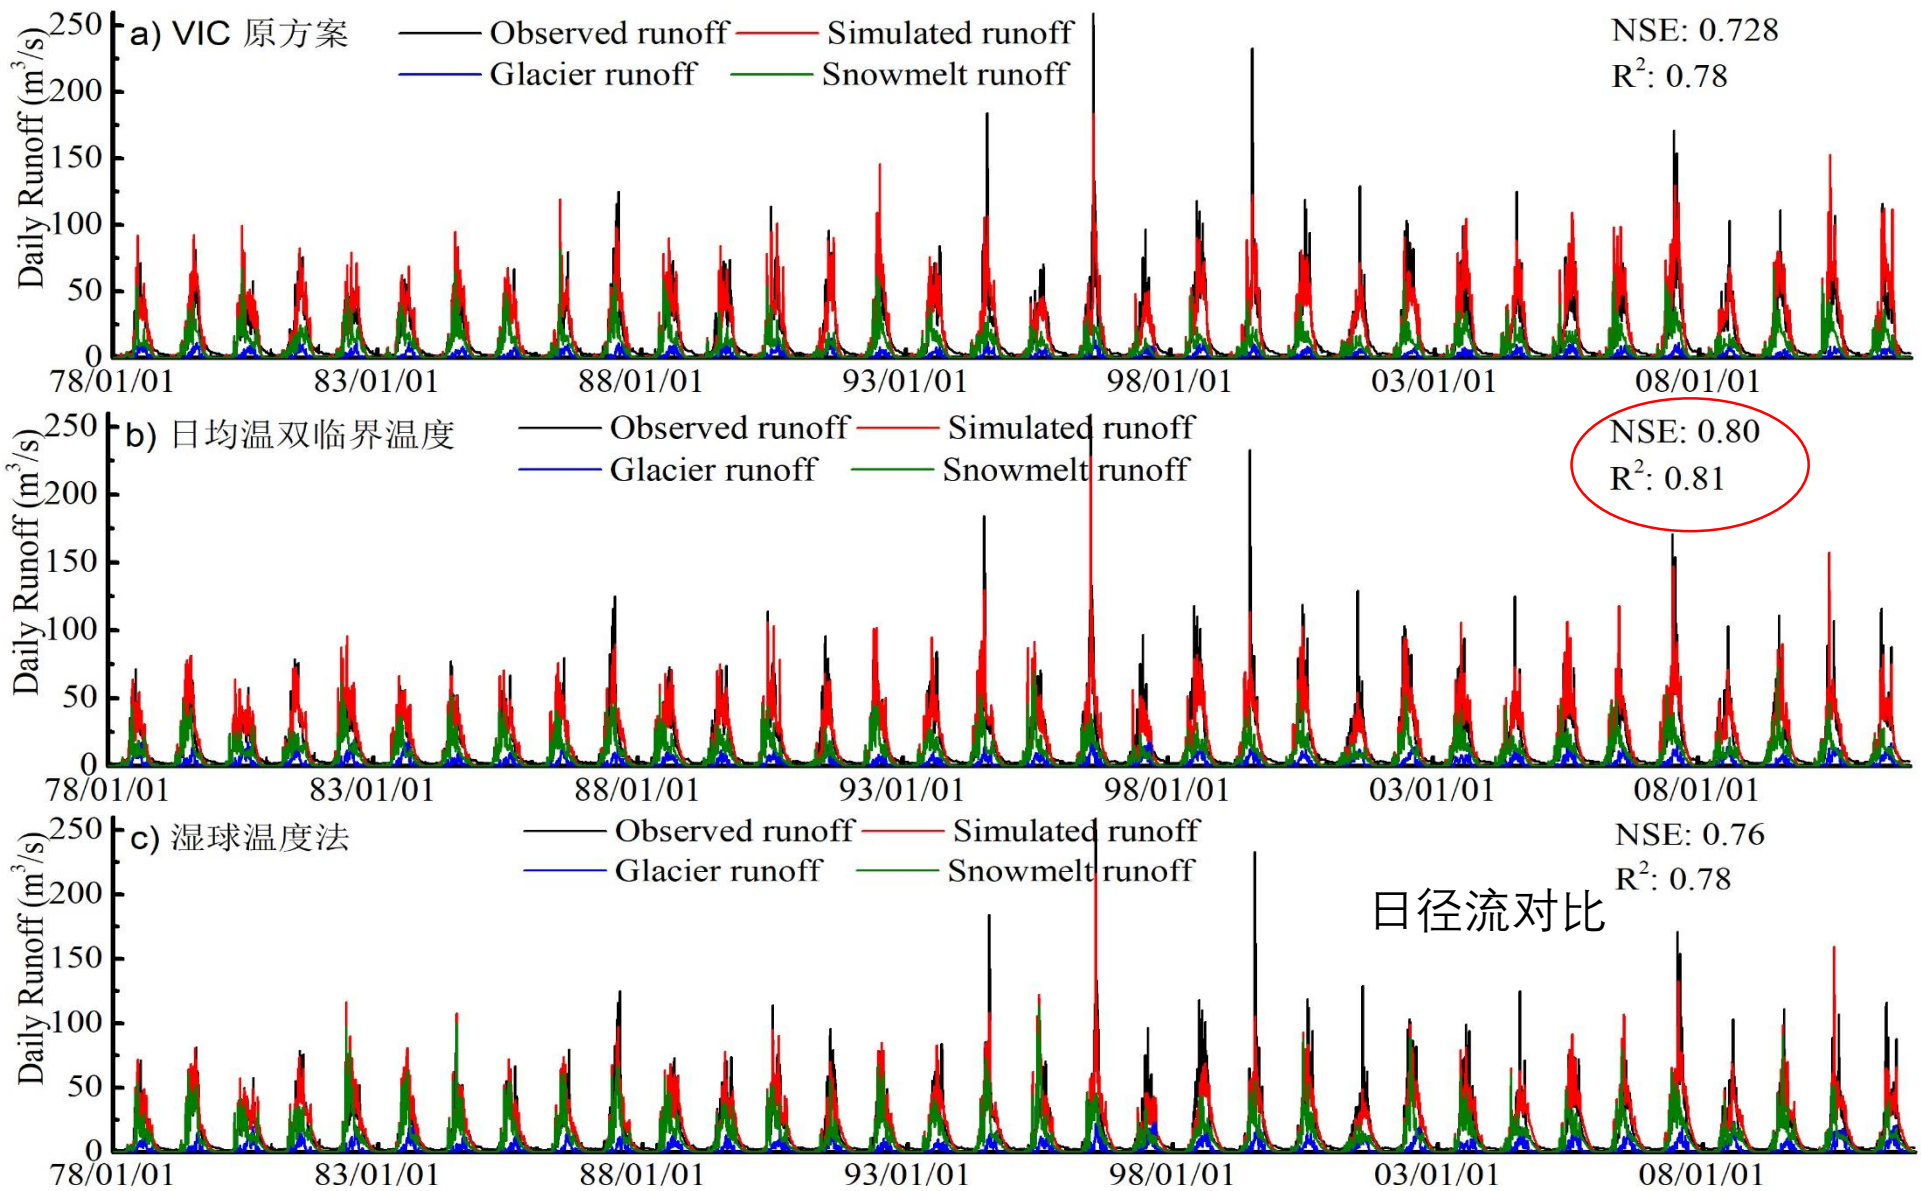 a) VIC 原方案
Observed runoff
Simulated runoff
Glacier runoff
Snowmelt runoff
NSE: 0.728
R²: 0.78
Daily Runoff (m³/s)
250
200
150
100
50
0
78/01/01
83/01/01
88/01/01
93/01/01
98/01/01
03/01/01
08/01/01
b) 日均温双临界温度
Observed runoff
Simulated runoff
Glacier runoff
Snowmelt runoff
NSE: 0.80
R²: 0.81
Daily Runoff (m³/s)
250
200
150
100
50
0
78/01/01
83/01/01
88/01/01
93/01/01
98/01/01
03/01/01
08/01/01
c) 湿球温度法
Observed runoff
Simulated runoff
Glacier runoff
Snowmelt runoff
NSE: 0.76
R²: 0.78
日径流对比
Daily Runoff (m³/s)
250
200
150
100
50
0
78/01/01
83/01/01
88/01/01
93/01/01
98/01/01
03/01/01
08/01/01